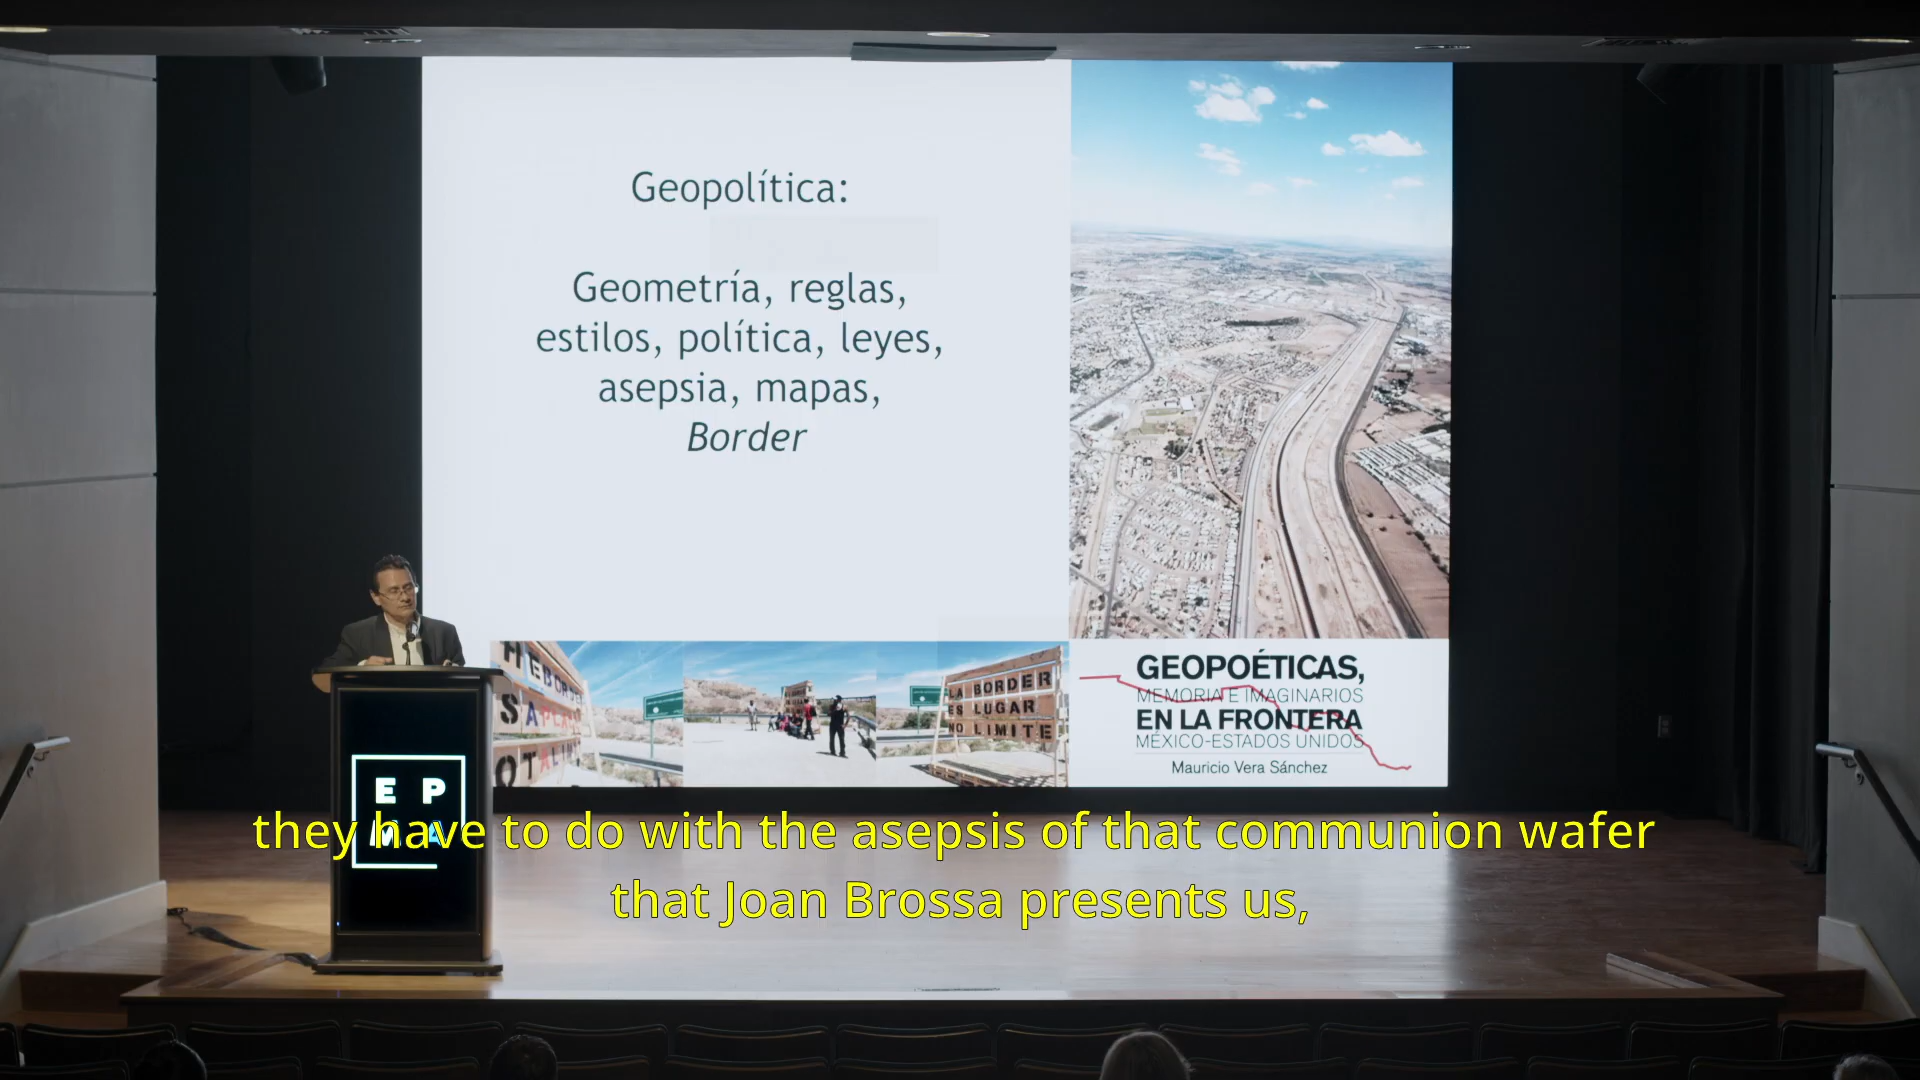 Geopolítica:
Geometría, reglas,
estilos, política, leyes,
asepsia, mapas,
Border
LA BORDER
ES LUGAR
NO LIMITE
GEOPOÉTICAS,
MEMORIA E IMAGINARIOS
EN LA FRONTERA
MÉXICO-ESTADOS UNIDOS
Mauricio Vera Sánchez
E P
M A
they have to do with the asepsis of that communion wafer
that Joan Brossa presents us,